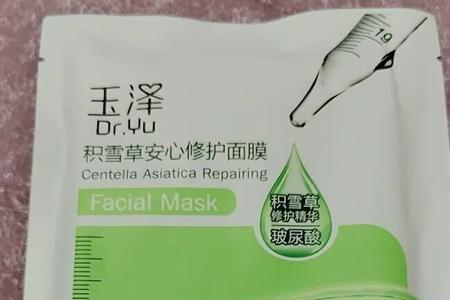 玉泽
Dr.Yu
积雪草安心修护面膜
Centella Asiatica Repairing
Facial Mask
1g
积雪草
修护精华
玻尿酸